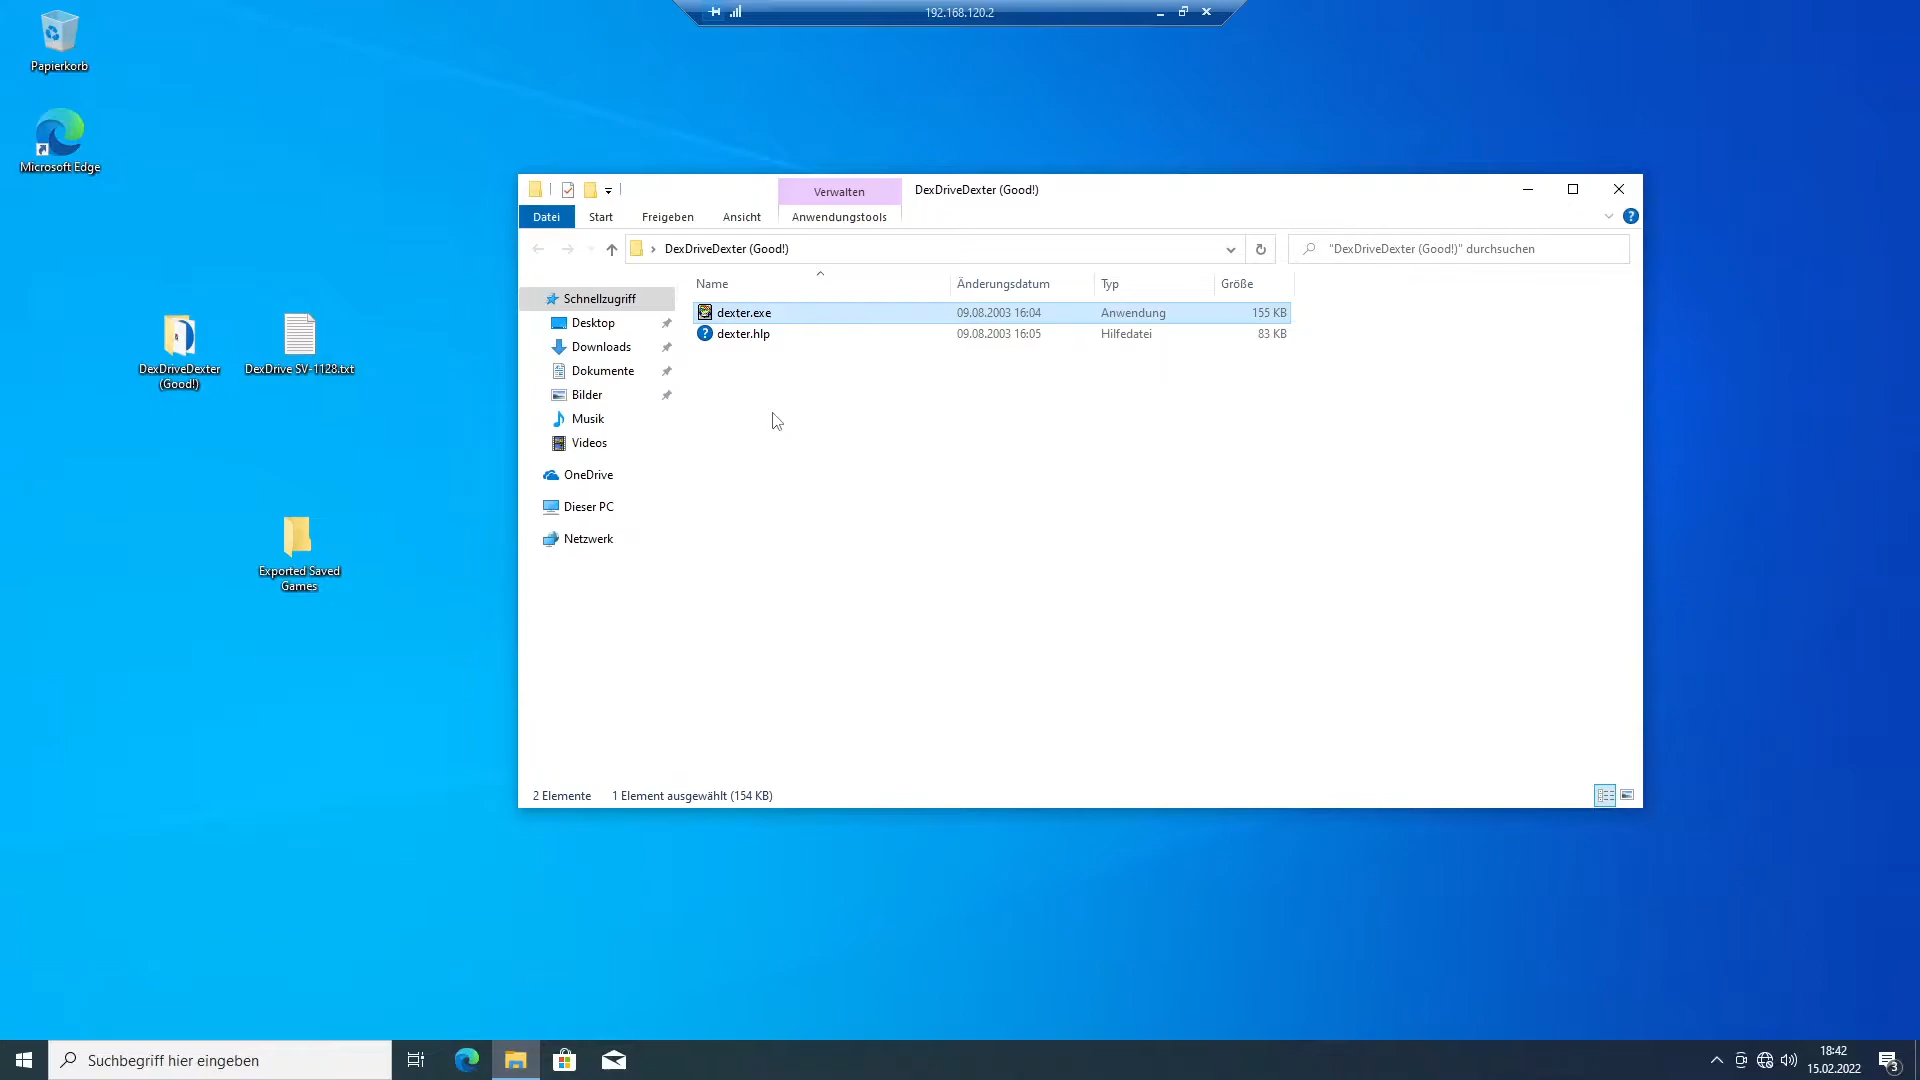 192.168.120.2
Papierkorb
Microsoft Edge
DexDriveDexter
(Good!)
DexDrive SV-1128.txt
Exported Saved
Games
Verwalten
DexDriveDexter (Good!)
Datei
Start
Freigeben
Ansicht
Anwendungstools
DexDriveDexter (Good!)
"DexDriveDexter (Good!)" durchsuchen
Name
Änderungsdatum
Typ
Größe
Schnellzugriff
Desktop
Downloads
Dokumente
Bilder
Musik
Videos
OneDrive
Dieser PC
Netzwerk
dexter.exe
09.08.2003 16:04
Anwendung
155 KB
dexter.hlp
09.08.2003 16:05
Hilfedatei
83 KB
2 Elemente
1 Element ausgewählt (154 KB)
Suchbegriff hier eingeben
18:42
15.02.2022
3